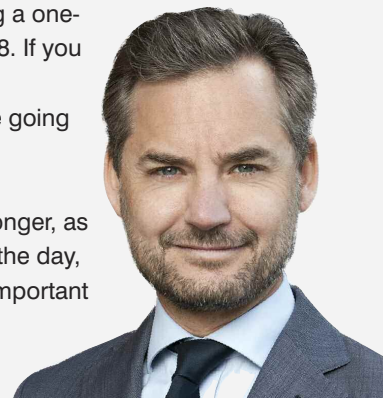 g a one-
8. If you
e going
onger, as
the day,
mportant